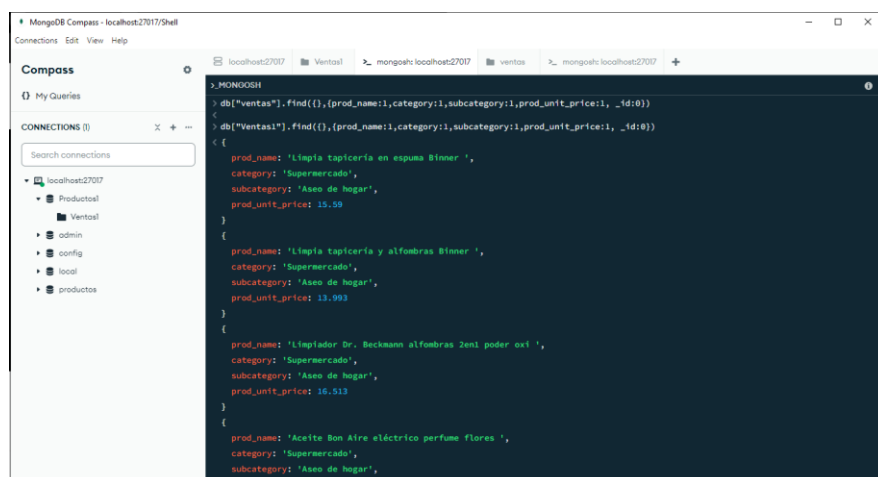 MongoDB Compass - localhost:27017/Shell
Connections Edit View Help
Compass
{} My Queries
CONNECTIONS (1)
Search connections
localhost:27017
Productos1
Ventas1
admin
config
local
productos
localhost:27017 Ventas1 >_ mongosh: localhost:27017 ventas >_ mongosh: localhost:27017 +
>_MONGOSH
> db["ventas"].find({},{prod_name:1,category:1,subcategory:1,prod_unit_price:1, _id:0})
<
> db["Ventas1"].find({},{prod_name:1,category:1,subcategory:1,prod_unit_price:1, _id:0})
< {
prod_name: 'Limpia tapicería en espuma Binner ',
category: 'Supermercado',
subcategory: 'Aseo de hogar',
prod_unit_price: 15.59
}
{
prod_name: 'Limpia tapicería y alfombras Binner ',
category: 'Supermercado',
subcategory: 'Aseo de hogar',
prod_unit_price: 13.993
}
{
prod_name: 'Limpiador Dr. Beckmann alfombras 2en1 poder oxi ',
category: 'Supermercado',
subcategory: 'Aseo de hogar',
prod_unit_price: 16.513
}
{
prod_name: 'Aceite Bon Aire eléctrico perfume flores ',
category: 'Supermercado',
subcategory: 'Aseo de hogar',